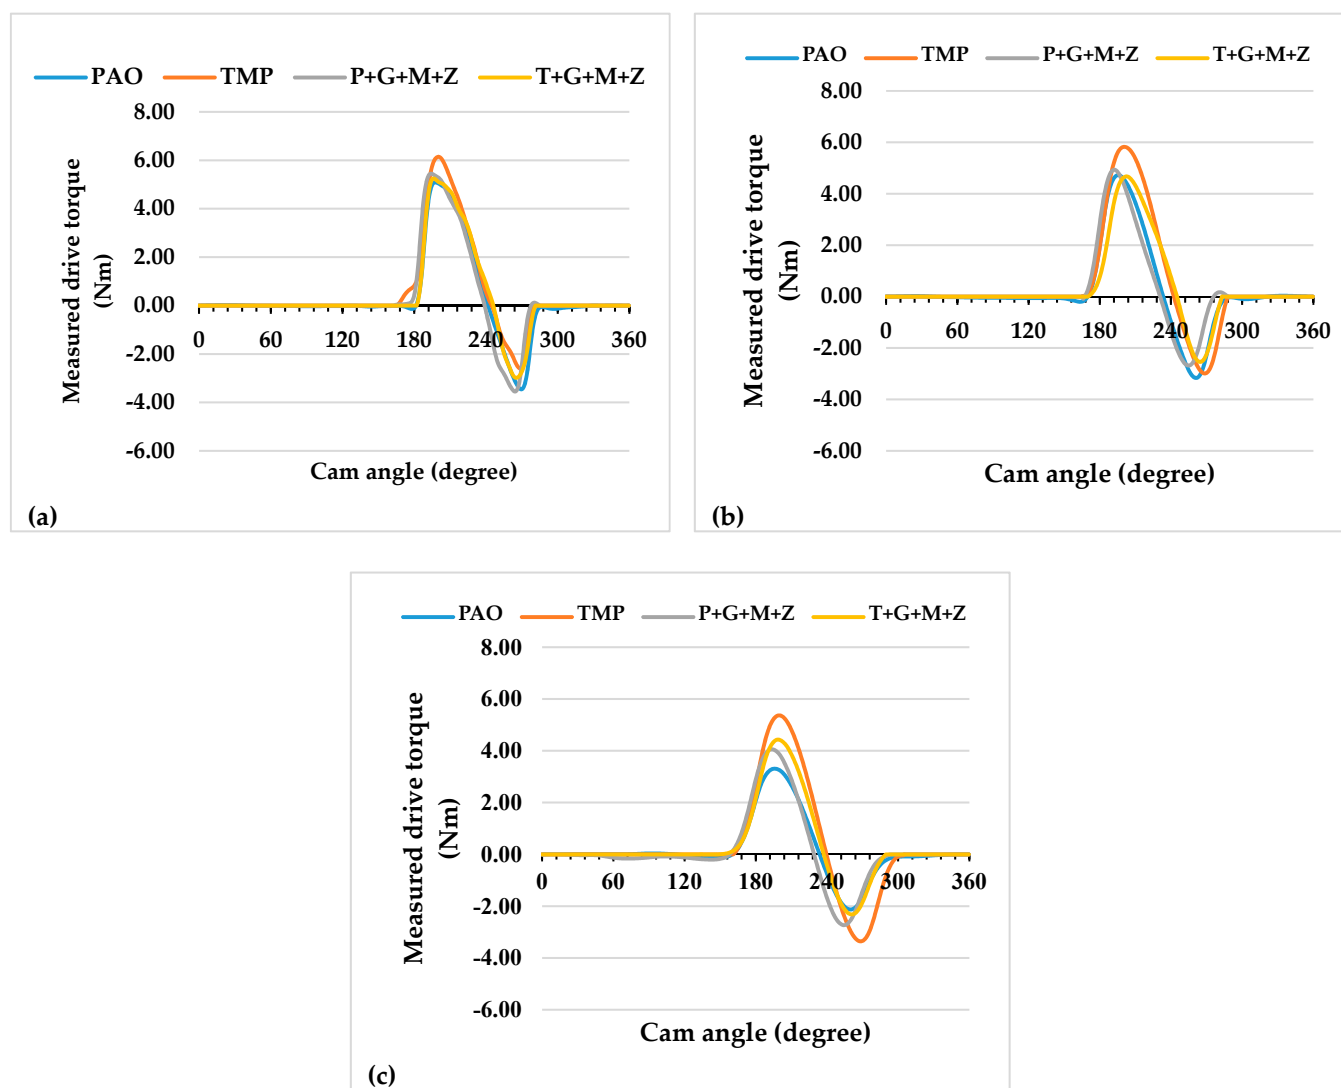 PAO TMP P+G+M+Z T+G+M+Z
8.00
6.00
4.00
2.00
0.00
-2.00
-4.00
-6.00
Measured drive torque
(Nm)
0 60 120 180 240 300 360
Cam angle (degree)
(a)
PAO TMP P+G+M+Z T+G+M+Z
8.00
6.00
4.00
2.00
0.00
-2.00
-4.00
-6.00
Measured drive torque
(Nm)
0 60 120 180 240 300 360
Cam angle (degree)
(b)
PAO TMP P+G+M+Z T+G+M+Z
8.00
6.00
4.00
2.00
0.00
-2.00
-4.00
-6.00
Measured drive torque
(Nm)
0 60 120 180 240 300 360
Cam angle (degree)
(c)